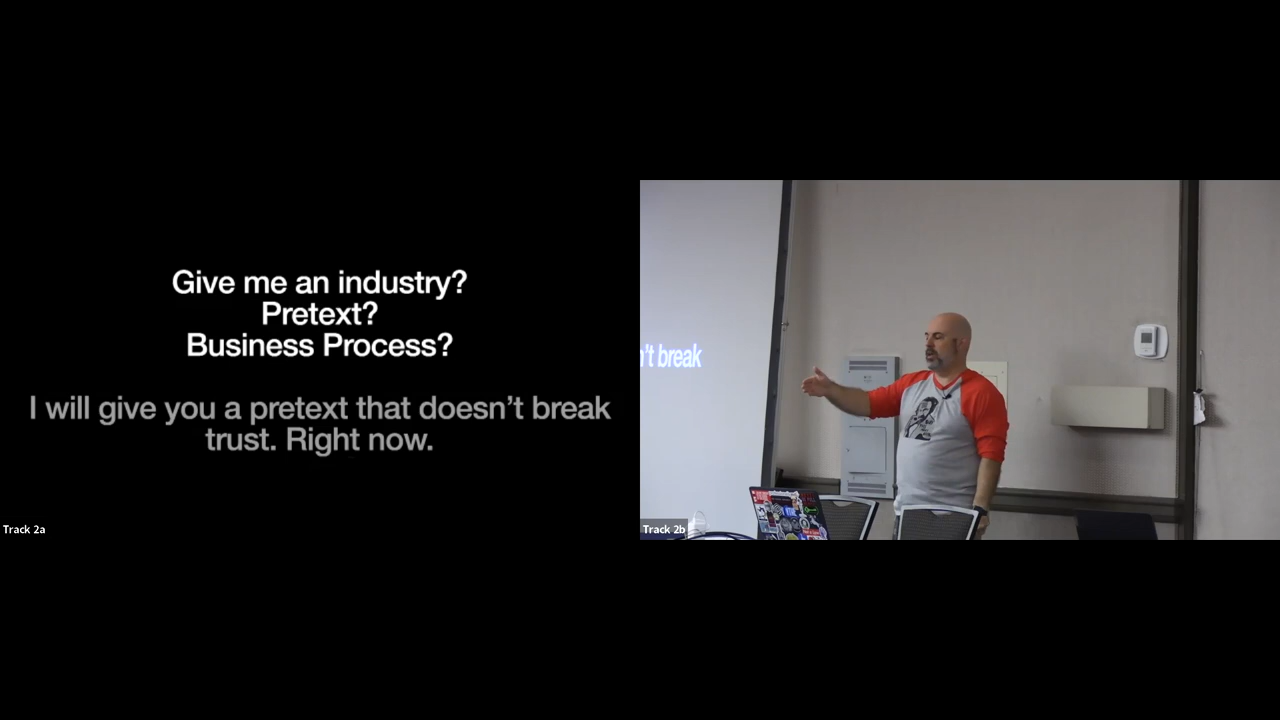 Give me an industry?
Pretext?
Business Process?
I will give you a pretext that doesn’t break
trust. Right now.
n't break
Track 2a
Track 2b